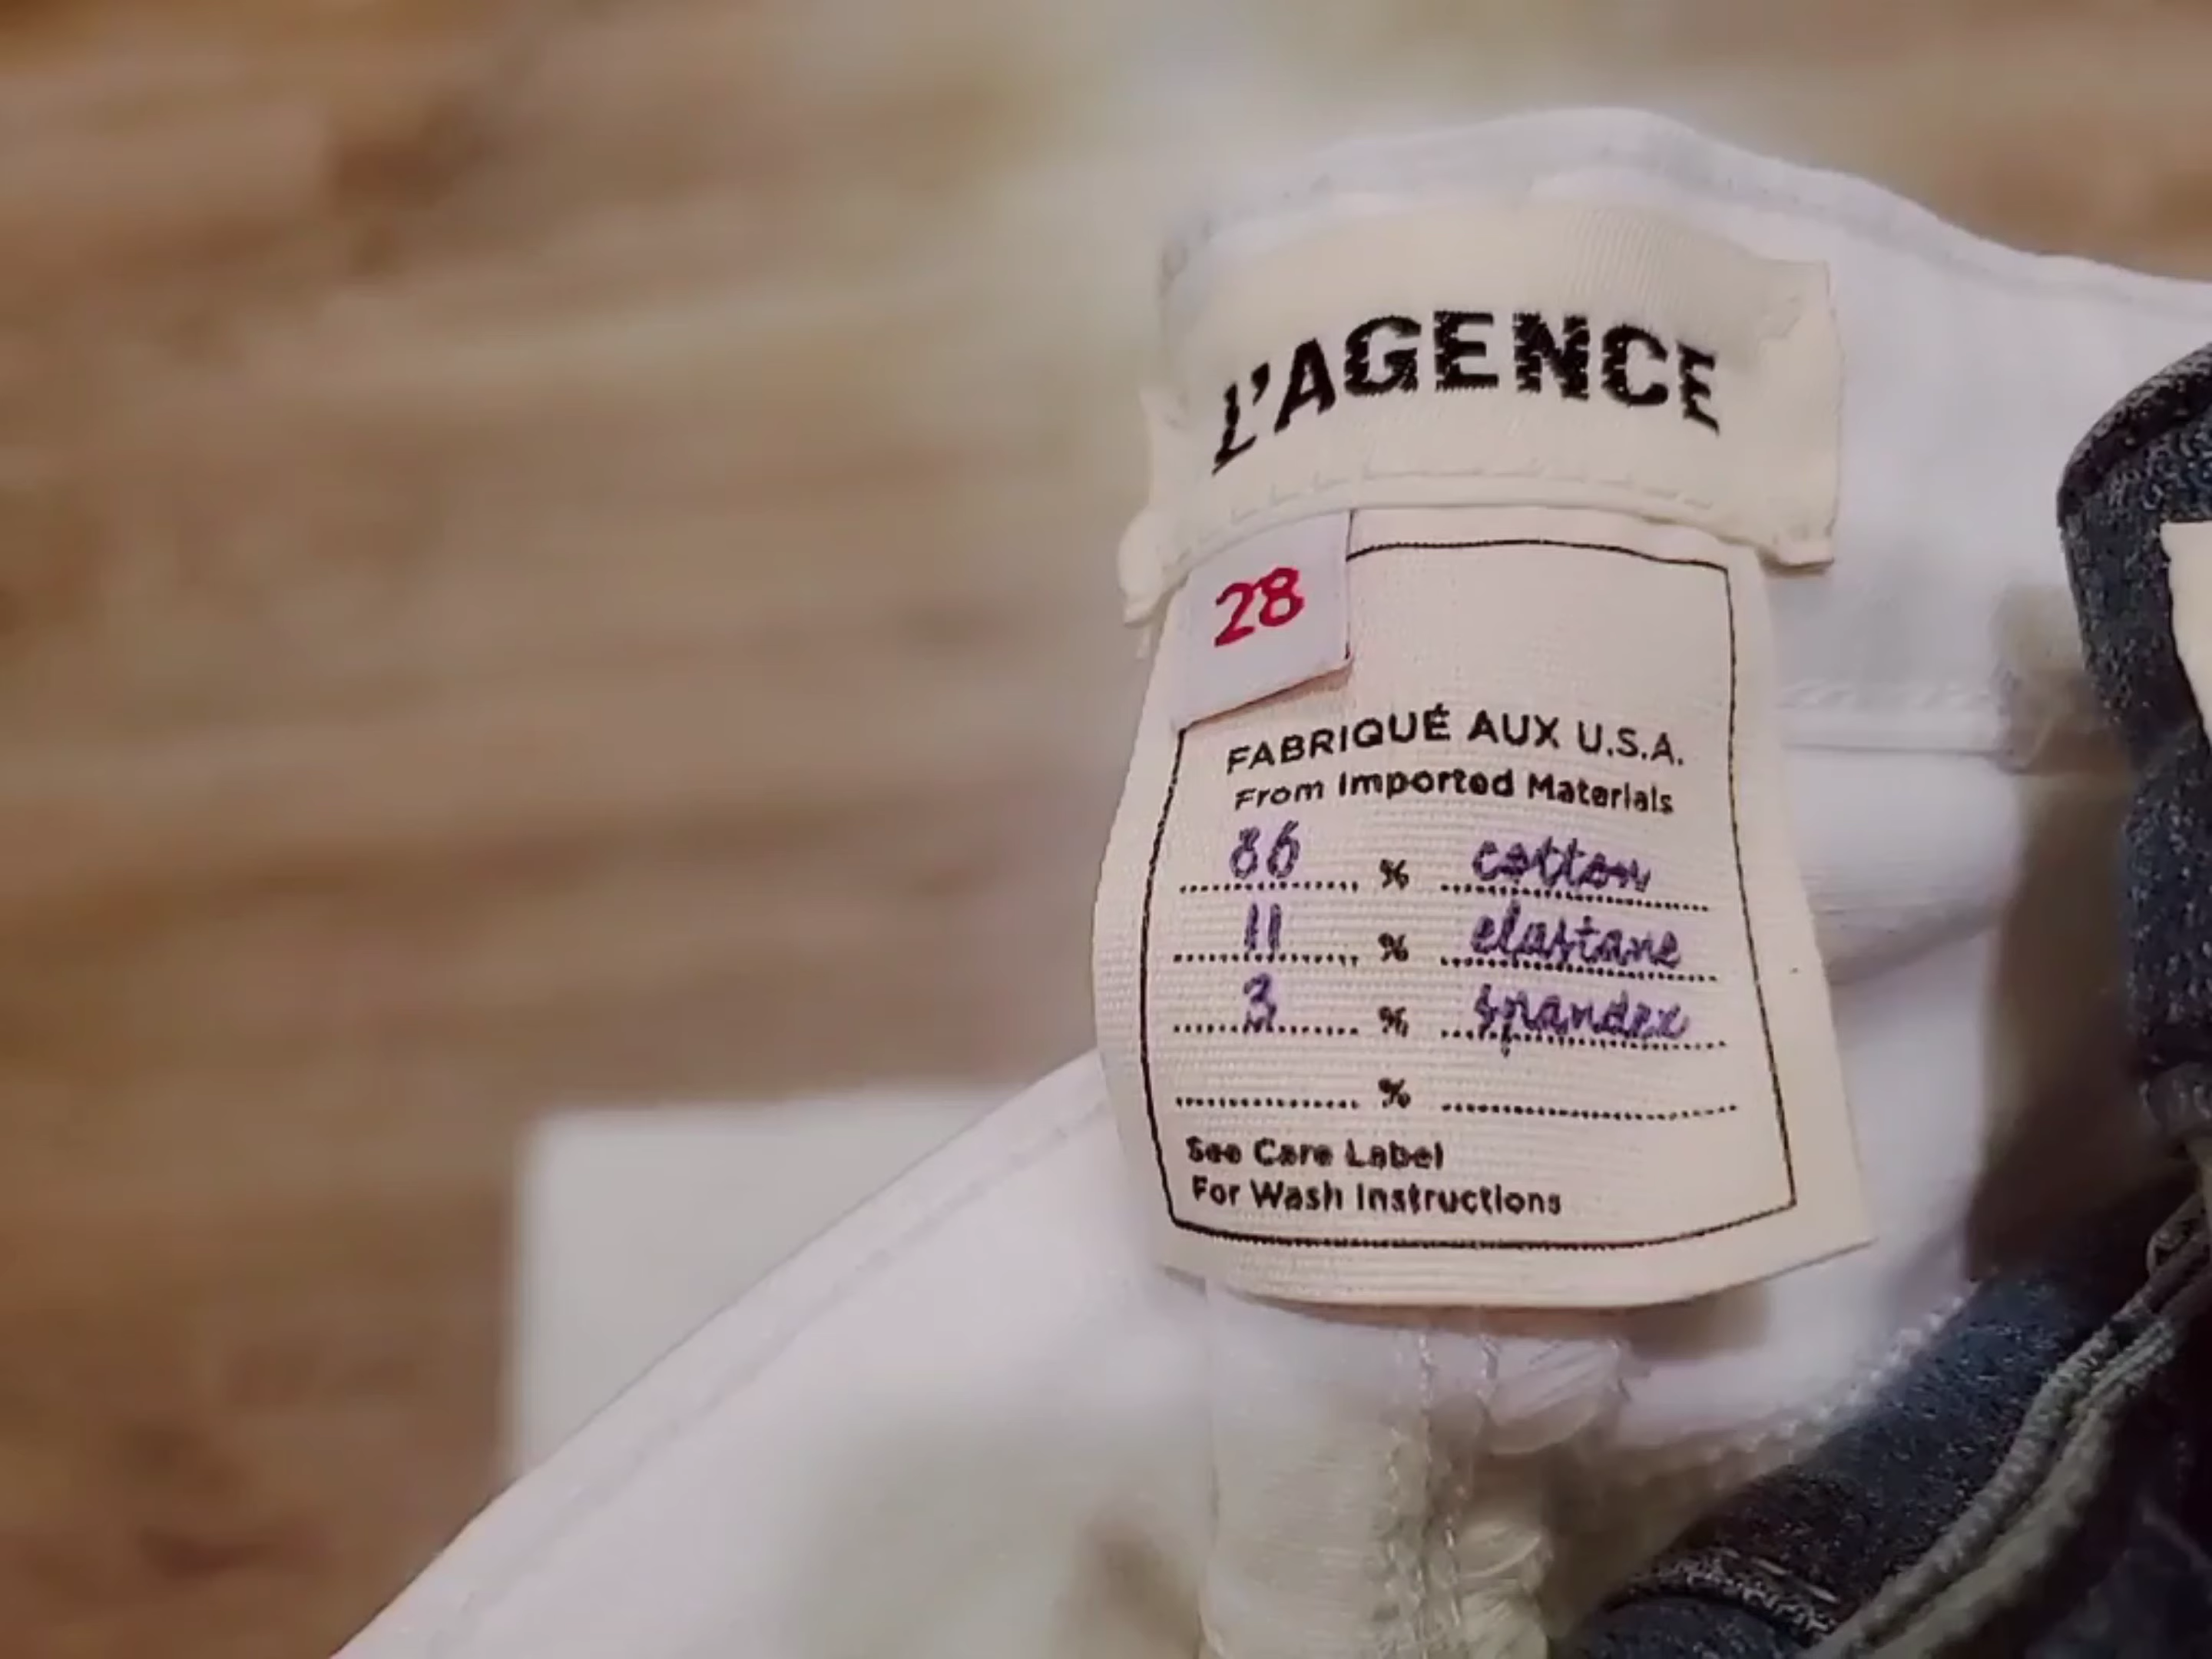 L'AGENCE
28
FABRIQUÉ AUX U.S.A.
From Imported Materials
86 % cotton
11 % elastane
3 % spandex
%
See Care Label
For Wash Instructions